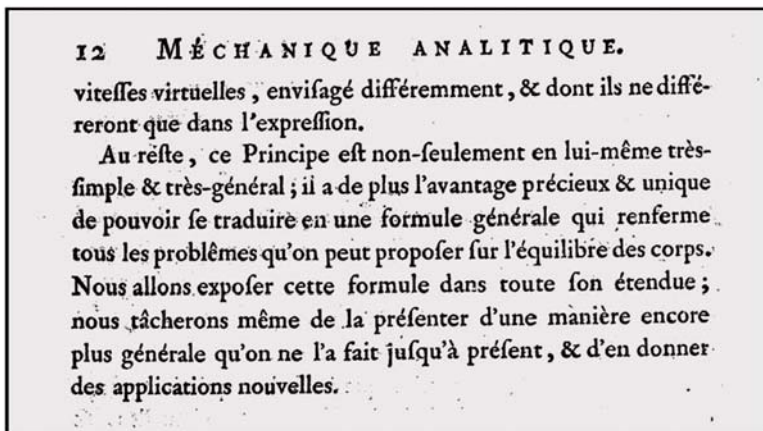 12 MÉCHANIQUE ANALITIQUE.
viteſſes virtuelles, enviſagé différemment, & dont ils ne diffé-
reront que dans l'expreſſion.
Au reſte, ce Principe eſt non-ſeulement en lui-même très-
ſimple & très-général ; il a de plus l'avantage précieux & unique
de pouvoir ſe traduire en une formule générale qui renferme
tous les problêmes qu'on peut propoſer ſur l'équilibre des corps.
Nous allons expoſer cette formule dans toute ſon étendue ;
nous tâcherons même de la préſenter d'une manière encore
plus générale qu'on ne l'a fait juſqu'à préſent, & d'en donner
des applications nouvelles.